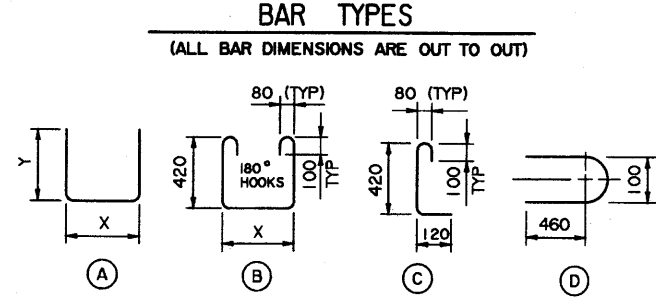 BAR TYPES
(ALL BAR DIMENSIONS ARE OUT TO OUT)
Y
X
A
80 (TYP)
420
180°
HOOKS
100
TYP
X
B
80 (TYP)
420
100
TYP
120
C
460
100
D